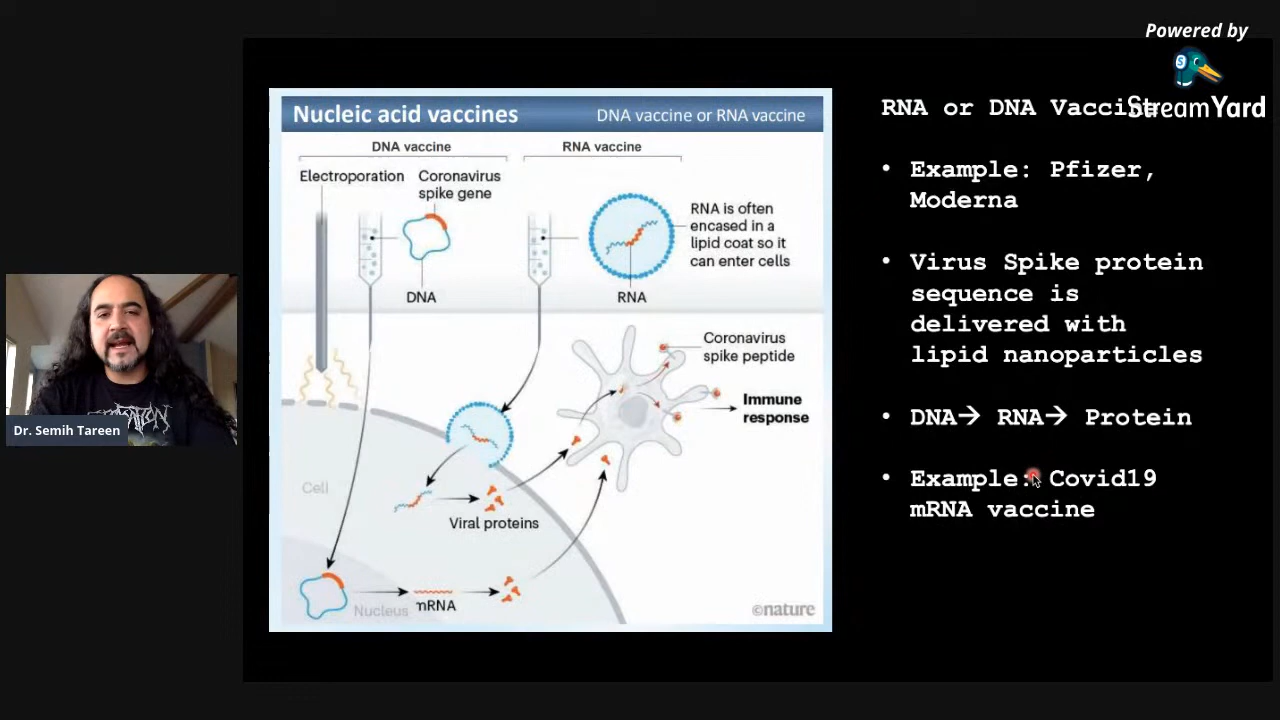 Powered by
StreamYard
Dr. Semih Tareen
Nucleic acid vaccines
DNA vaccine or RNA vaccine
DNA vaccine
RNA vaccine
Electroporation
Coronavirus
spike gene
DNA
RNA is often
encased in a
lipid coat so it
can enter cells
RNA
Coronavirus
spike peptide
Immune
response
Cell
Viral proteins
Nucleus
mRNA
©nature
RNA or DNA
• Example: Pfizer,
Moderna
• Virus Spike protein
sequence is
delivered with
lipid nanoparticles
• DNA→ RNA→ Protein
• Example: Covid19
mRNA vaccine